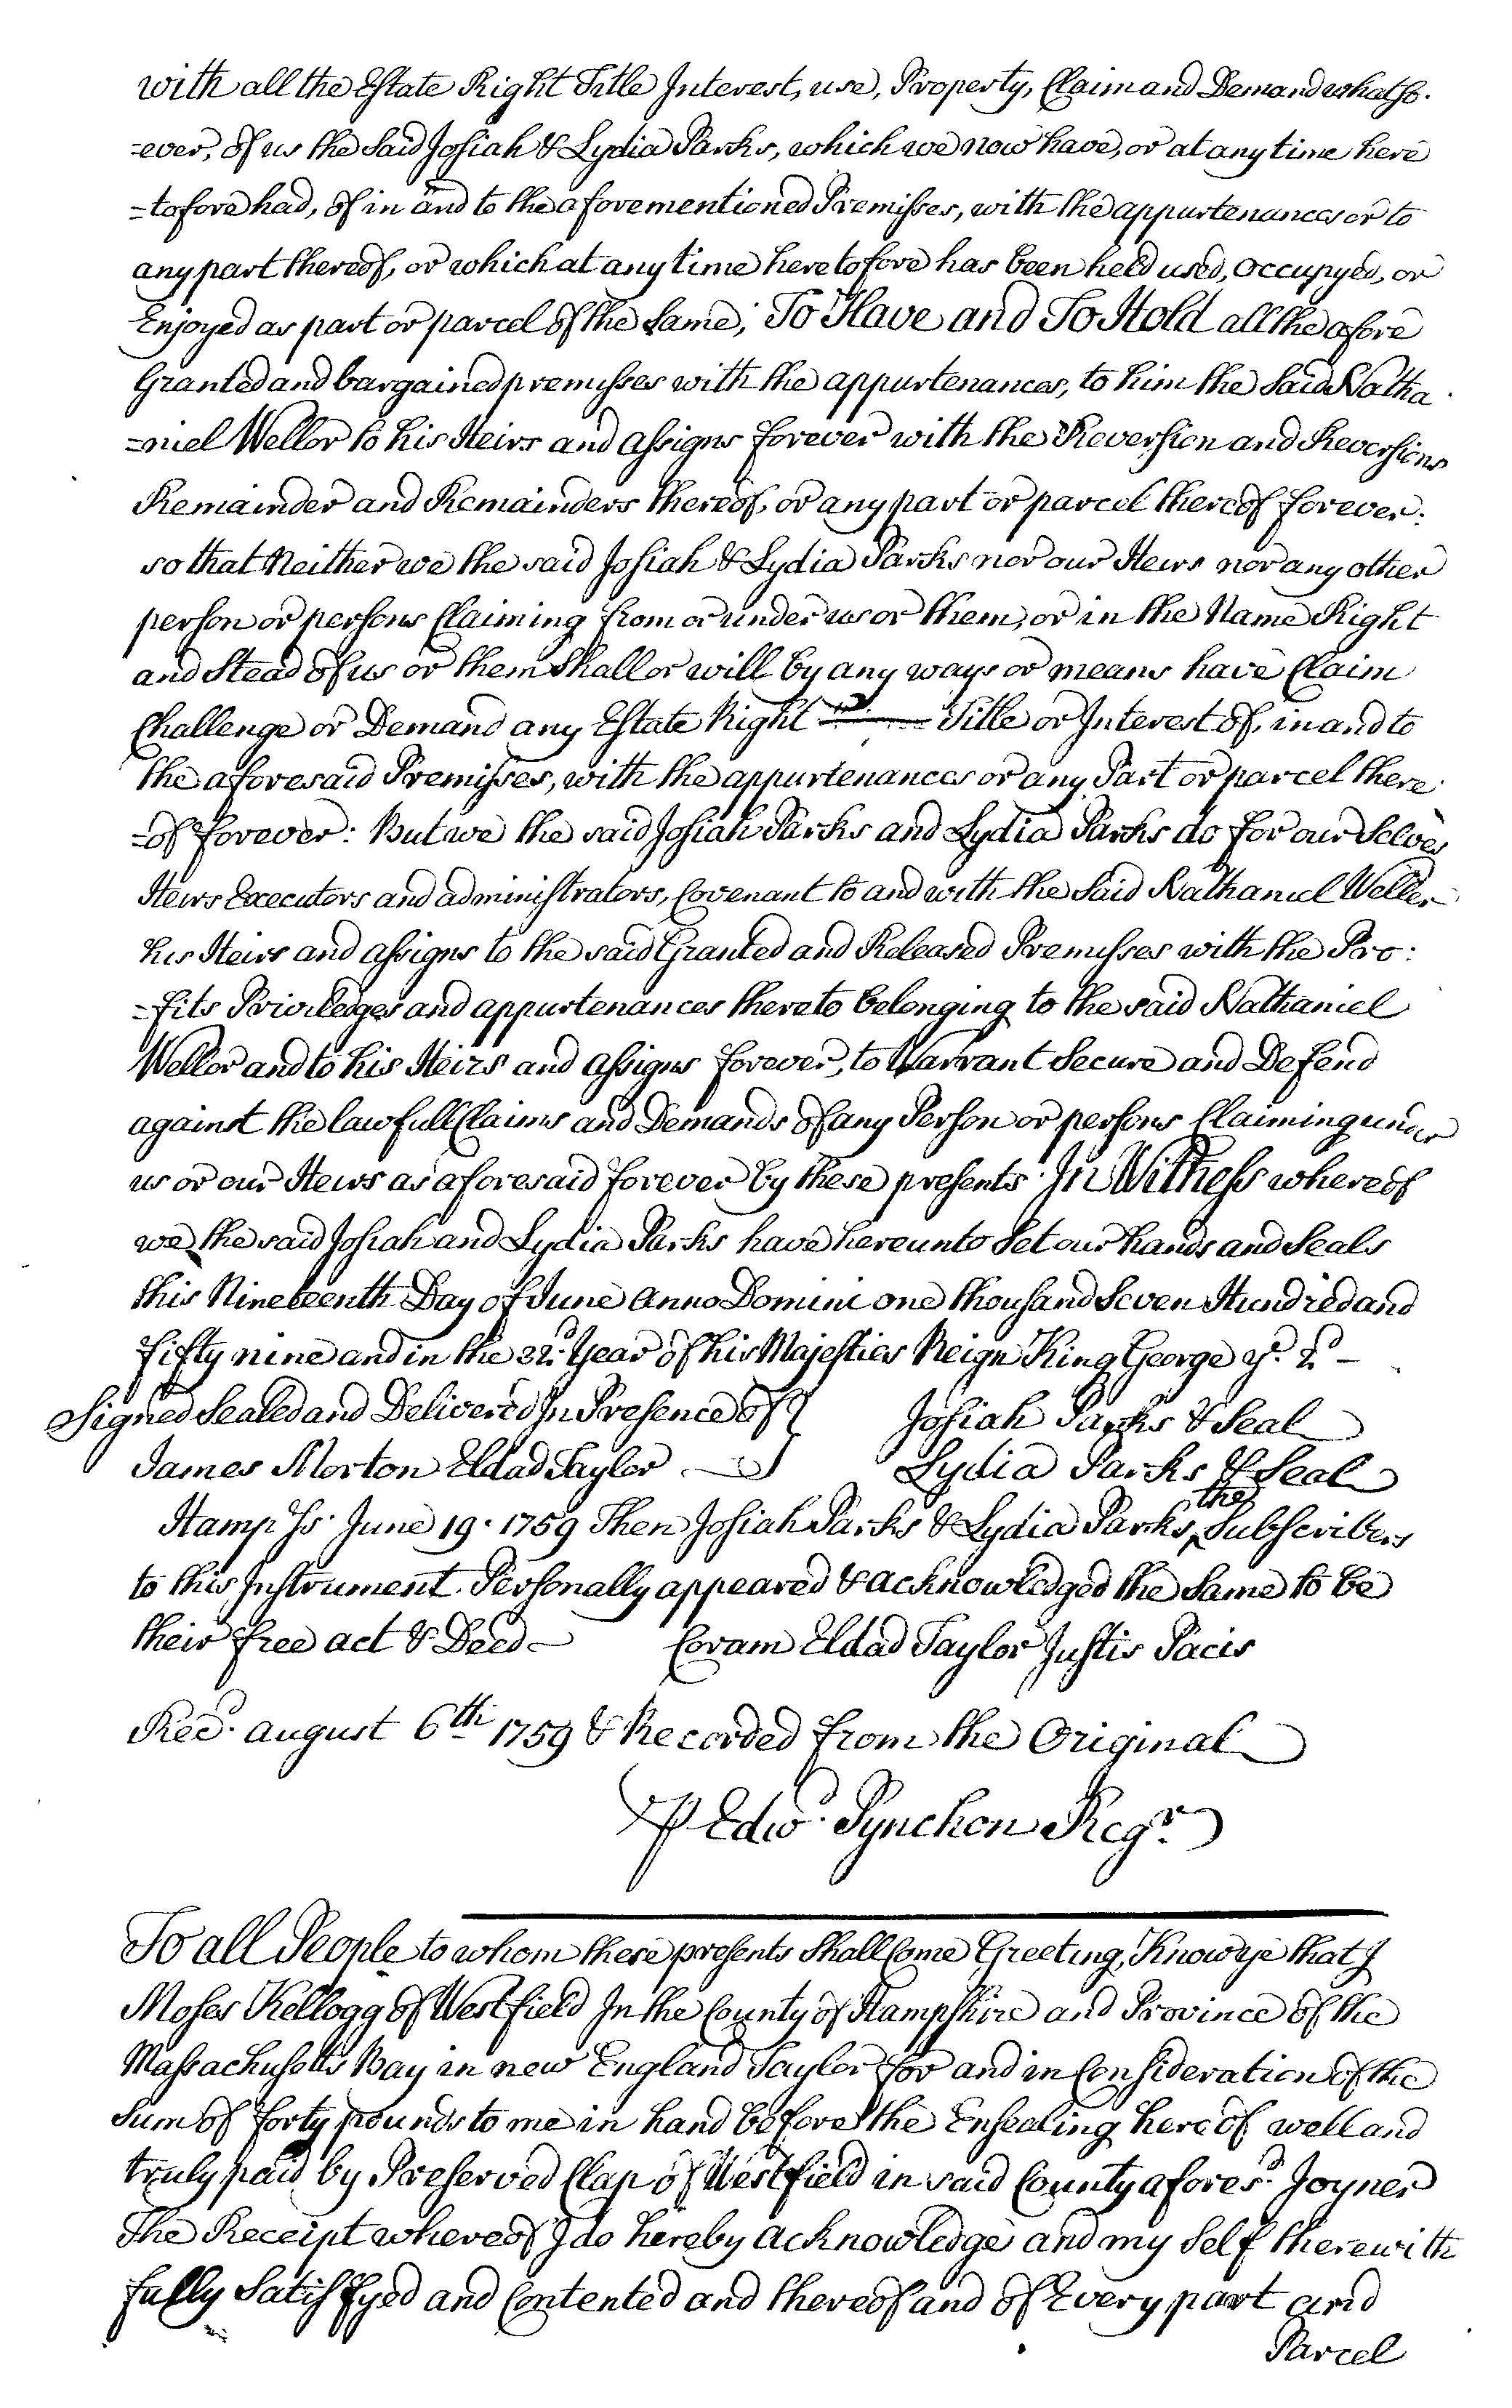 with all the Estate Right Title Interest, use, Property, Claim and Demand whatso-
=ever, of us the said Josiah & Lydia Parks, which we now have, or at any time here
=tofore had, of in and to the aforementioned Premisses, with the appurtenances or to
any part thereof, or which at any time heretofore has been held used, occupyed, or
Enjoyed as part or parcel of the same; To Have and To Hold all the afore
Granted and bargained premisses with the appurtenances, to him the said Natha-
=niel Weller to his Heirs and assigns forever with the Reversion and Reversions
Remainder and Remainders thereof, or any part or parcel thereof forever:
so that Neither we the said Josiah & Lydia Parks nor our Heirs nor any other
person or persons Claiming from or under us or them, or in the Name Right
and Stead of us or them shall or will by any ways or means have Claim
Challenge or Demand any Estate Right Title or Interest of, in and to
the aforesaid Premisses, with the appurtenances or any Part or parcel there
=of forever: But we the said Josiah Parks and Lydia Parks do for our Selves
Heirs Executors and administrators, Covenant to and with the said Nathaniel Weller
his Heirs and assigns to the said Granted and Released Premisses with the Pro:
=fits Priviledges and appurtenances thereto belonging to the said Nathaniel
Weller and to his Heirs and assigns forever, to Warrant Secure and Defend
against the lawfull Claims and Demands of any Person or persons Claiming under
us or our Heirs as aforesaid forever by these presents. In Witness whereof
we the said Josiah and Lydia Parks have hereunto set our hands and seals
this Nineteenth Day of June Anno Domini one thousand Seven Hundred and
fifty nine and in the 32d. Year of his Majesties Reign King George ye. 2d. –
Signed Sealed and Delivered In Presence of } Josiah Parks & Seal
James Morton Eldad Taylor Lydia Parks & Seal
Hamp Ss. June 19. 1759 Then Josiah Parks & Lydia Parks the Subscribers
to this Instrument. Personally appeared & acknowledged the same to be
their free act & Deed – Coram Eldad Taylor Justis Pacis
Recd. august 6th 1759 & Recorded from the Original
P Edwd. Pynchon Regr.
To all People to whom these presents shall Come Greeting, Know ye that I
Moses Kellogg of Westfield In the County of Hampshire and Province of the
Massachusetts Bay in new England Taylor for and in Consideration of the
sum of forty pounds to me in hand before the Ensealing hereof well and
truly paid by Preserved Clap of Westfield in said County afores.d Joyner
The Receipt whereof I do hereby acknowledge and my self therewith
fully Satisfyed and Contented and thereof and of Every part and
Parcel